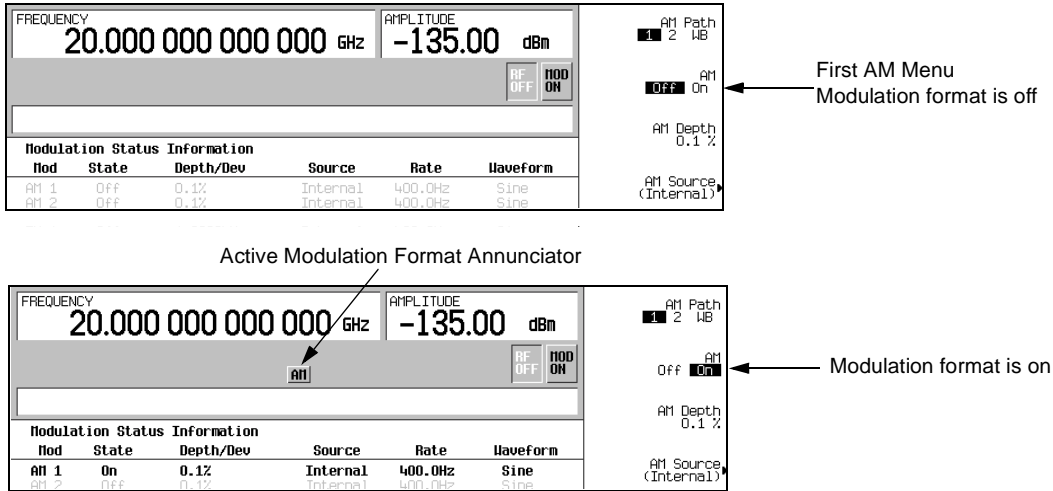 FREQUENCY
20.000 000 000 000 GHz
AMPLITUDE
-135.00 dBm
RF OFF
MOD ON
AM Path
1 2 WB
AM
Off On
AM Depth
0.1 %
AM Source
(Internal)
First AM Menu
Modulation format is off
Modulation Status Information
Mod State Depth/Dev Source Rate Waveform
AM 1 Off 0.1% Internal 400.0Hz Sine
AM 2 Off 0.1% Internal 400.0Hz Sine
Active Modulation Format Annunciator
FREQUENCY
20.000 000 000 000 GHz
AMPLITUDE
-135.00 dBm
AM
RF OFF
MOD ON
AM Path
1 2 WB
AM
Off On
AM Depth
0.1 %
AM Source
(Internal)
Modulation format is on
Modulation Status Information
Mod State Depth/Dev Source Rate Waveform
AM 1 On 0.1% Internal 400.0Hz Sine
AM 2 Off 0.1% Internal 400.0Hz Sine